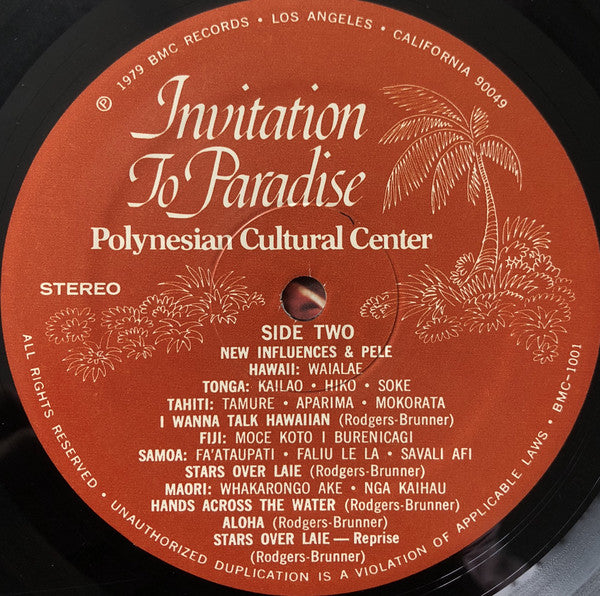 ℗ 1979 BMC RECORDS • LOS ANGELES • CALIFORNIA 90049
Invitation
To Paradise
Polynesian Cultural Center
STEREO
SIDE TWO
NEW INFLUENCES & PELE
HAWAII: WAIALAE
TONGA: KAILAO • HIKO • SOKE
TAHITI: TAMURE • APARIMA • MOKORATA
I WANNA TALK HAWAIIAN (Rodgers-Brunner)
FIJI: MOCE KOTO I BURENICAGI
SAMOA: FA'ATAUPATI • FALIU LE LA • SAVALI AFI
STARS OVER LAIE (Rodgers-Brunner)
MAORI: WHAKARONGO AKE • NGA KAIHAU
HANDS ACROSS THE WATER (Rodgers-Brunner)
ALOHA (Rodgers-Brunner)
STARS OVER LAIE — Reprise
(Rodgers-Brunner)
ALL RIGHTS RESERVED • UNAUTHORIZED DUPLICATION IS A VIOLATION OF APPLICABLE LAWS • BMC-1001